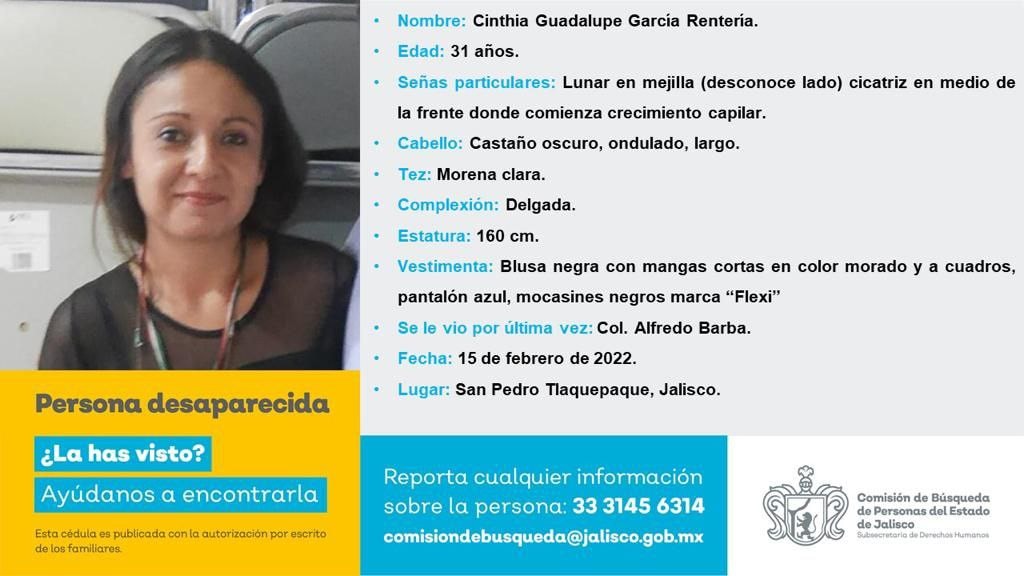 • Nombre: Cinthia Guadalupe García Rentería.
• Edad: 31 años.
• Señas particulares: Lunar en mejilla (desconoce lado) cicatriz en medio de
la frente donde comienza crecimiento capilar.
• Cabello: Castaño oscuro, ondulado, largo.
• Tez: Morena clara.
• Complexión: Delgada.
• Estatura: 160 cm.
• Vestimenta: Blusa negra con mangas cortas en color morado y a cuadros,
pantalón azul, mocasines negros marca “Flexi”
• Se le vio por última vez: Col. Alfredo Barba.
• Fecha: 15 de febrero de 2022.
• Lugar: San Pedro Tlaquepaque, Jalisco.
Persona desaparecida
¿La has visto?
Ayúdanos a encontrarla
Esta cédula es publicada con la autorización por escrito
de los familiares.
Reporta cualquier información
sobre la persona: 33 3145 6314
comisiondebusqueda@jalisco.gob.mx
Comisión de Búsqueda
de Personas del Estado
de Jalisco
Subsecretaría de Derechos Humanos